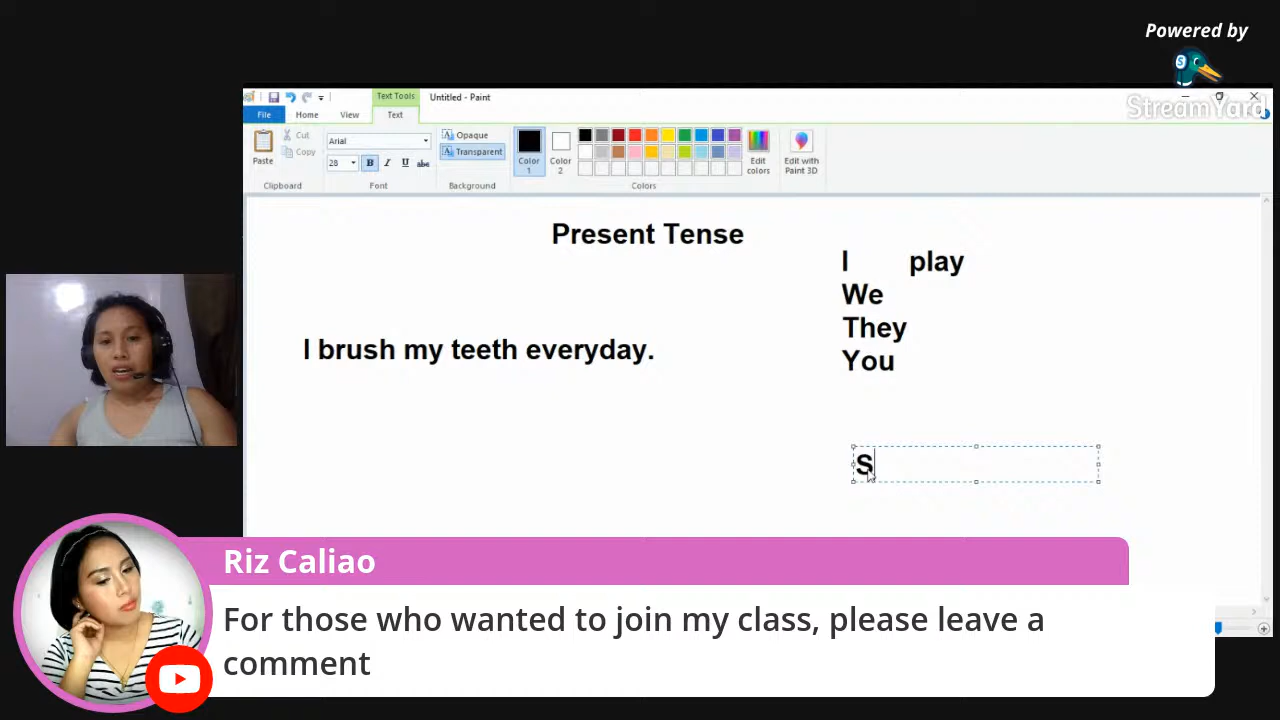 Powered by
S
StreamYard
Text Tools
Untitled - Paint
File
Home
View
Text
Paste
Cut
Copy
Clipboard
Arial
28
B
I
U
abc
Font
A Opaque
A Transparent
Background
Color 1
Color 2
Edit colors
Colors
Edit with Paint 3D
Present Tense
I play
We
They
You
I brush my teeth everyday.
S
Riz Caliao
For those who wanted to join my class, please leave a
comment